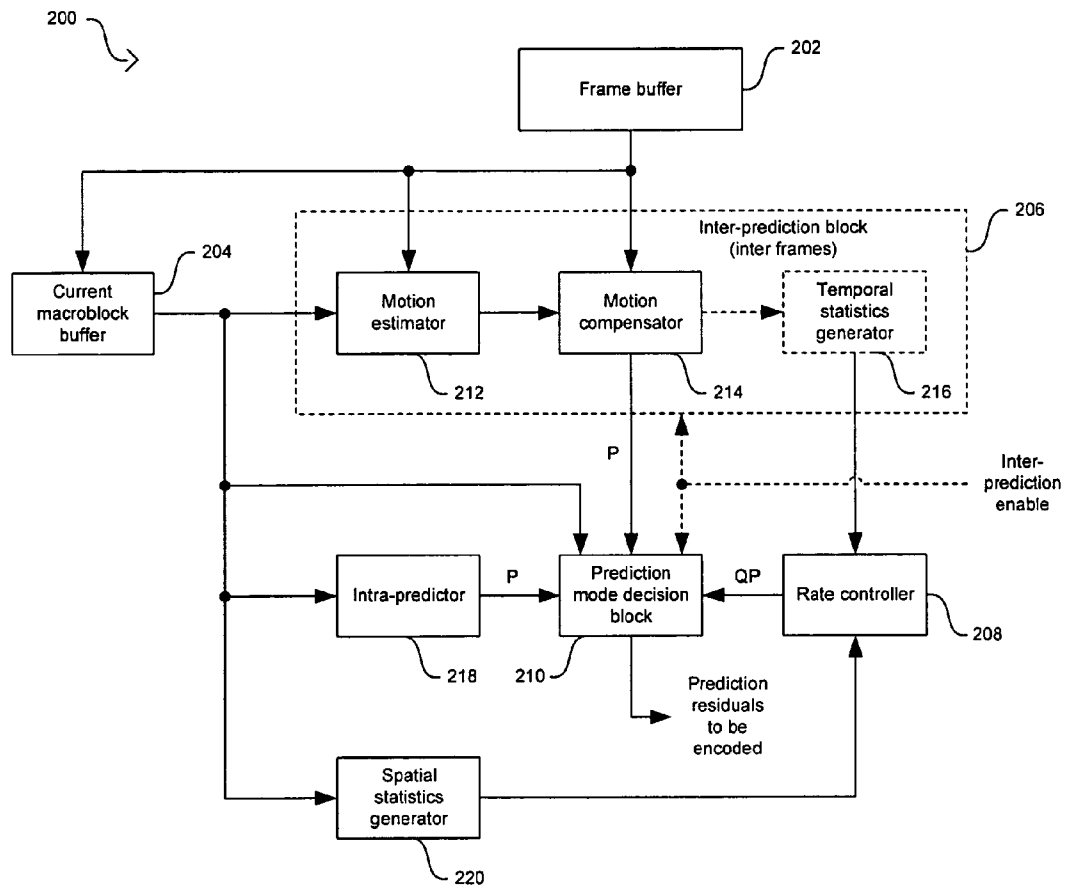 200
202
Frame buffer
206
Inter-prediction block
(inter frames)
204
Current
macroblock
buffer
Motion
estimator
Motion
compensator
Temporal
statistics
generator
212
214
216
P
Inter-
prediction
enable
Intra-predictor
P
Prediction
mode decision
block
QP
Rate controller
208
218
210
Prediction
residuals
to be
encoded
Spatial
statistics
generator
220